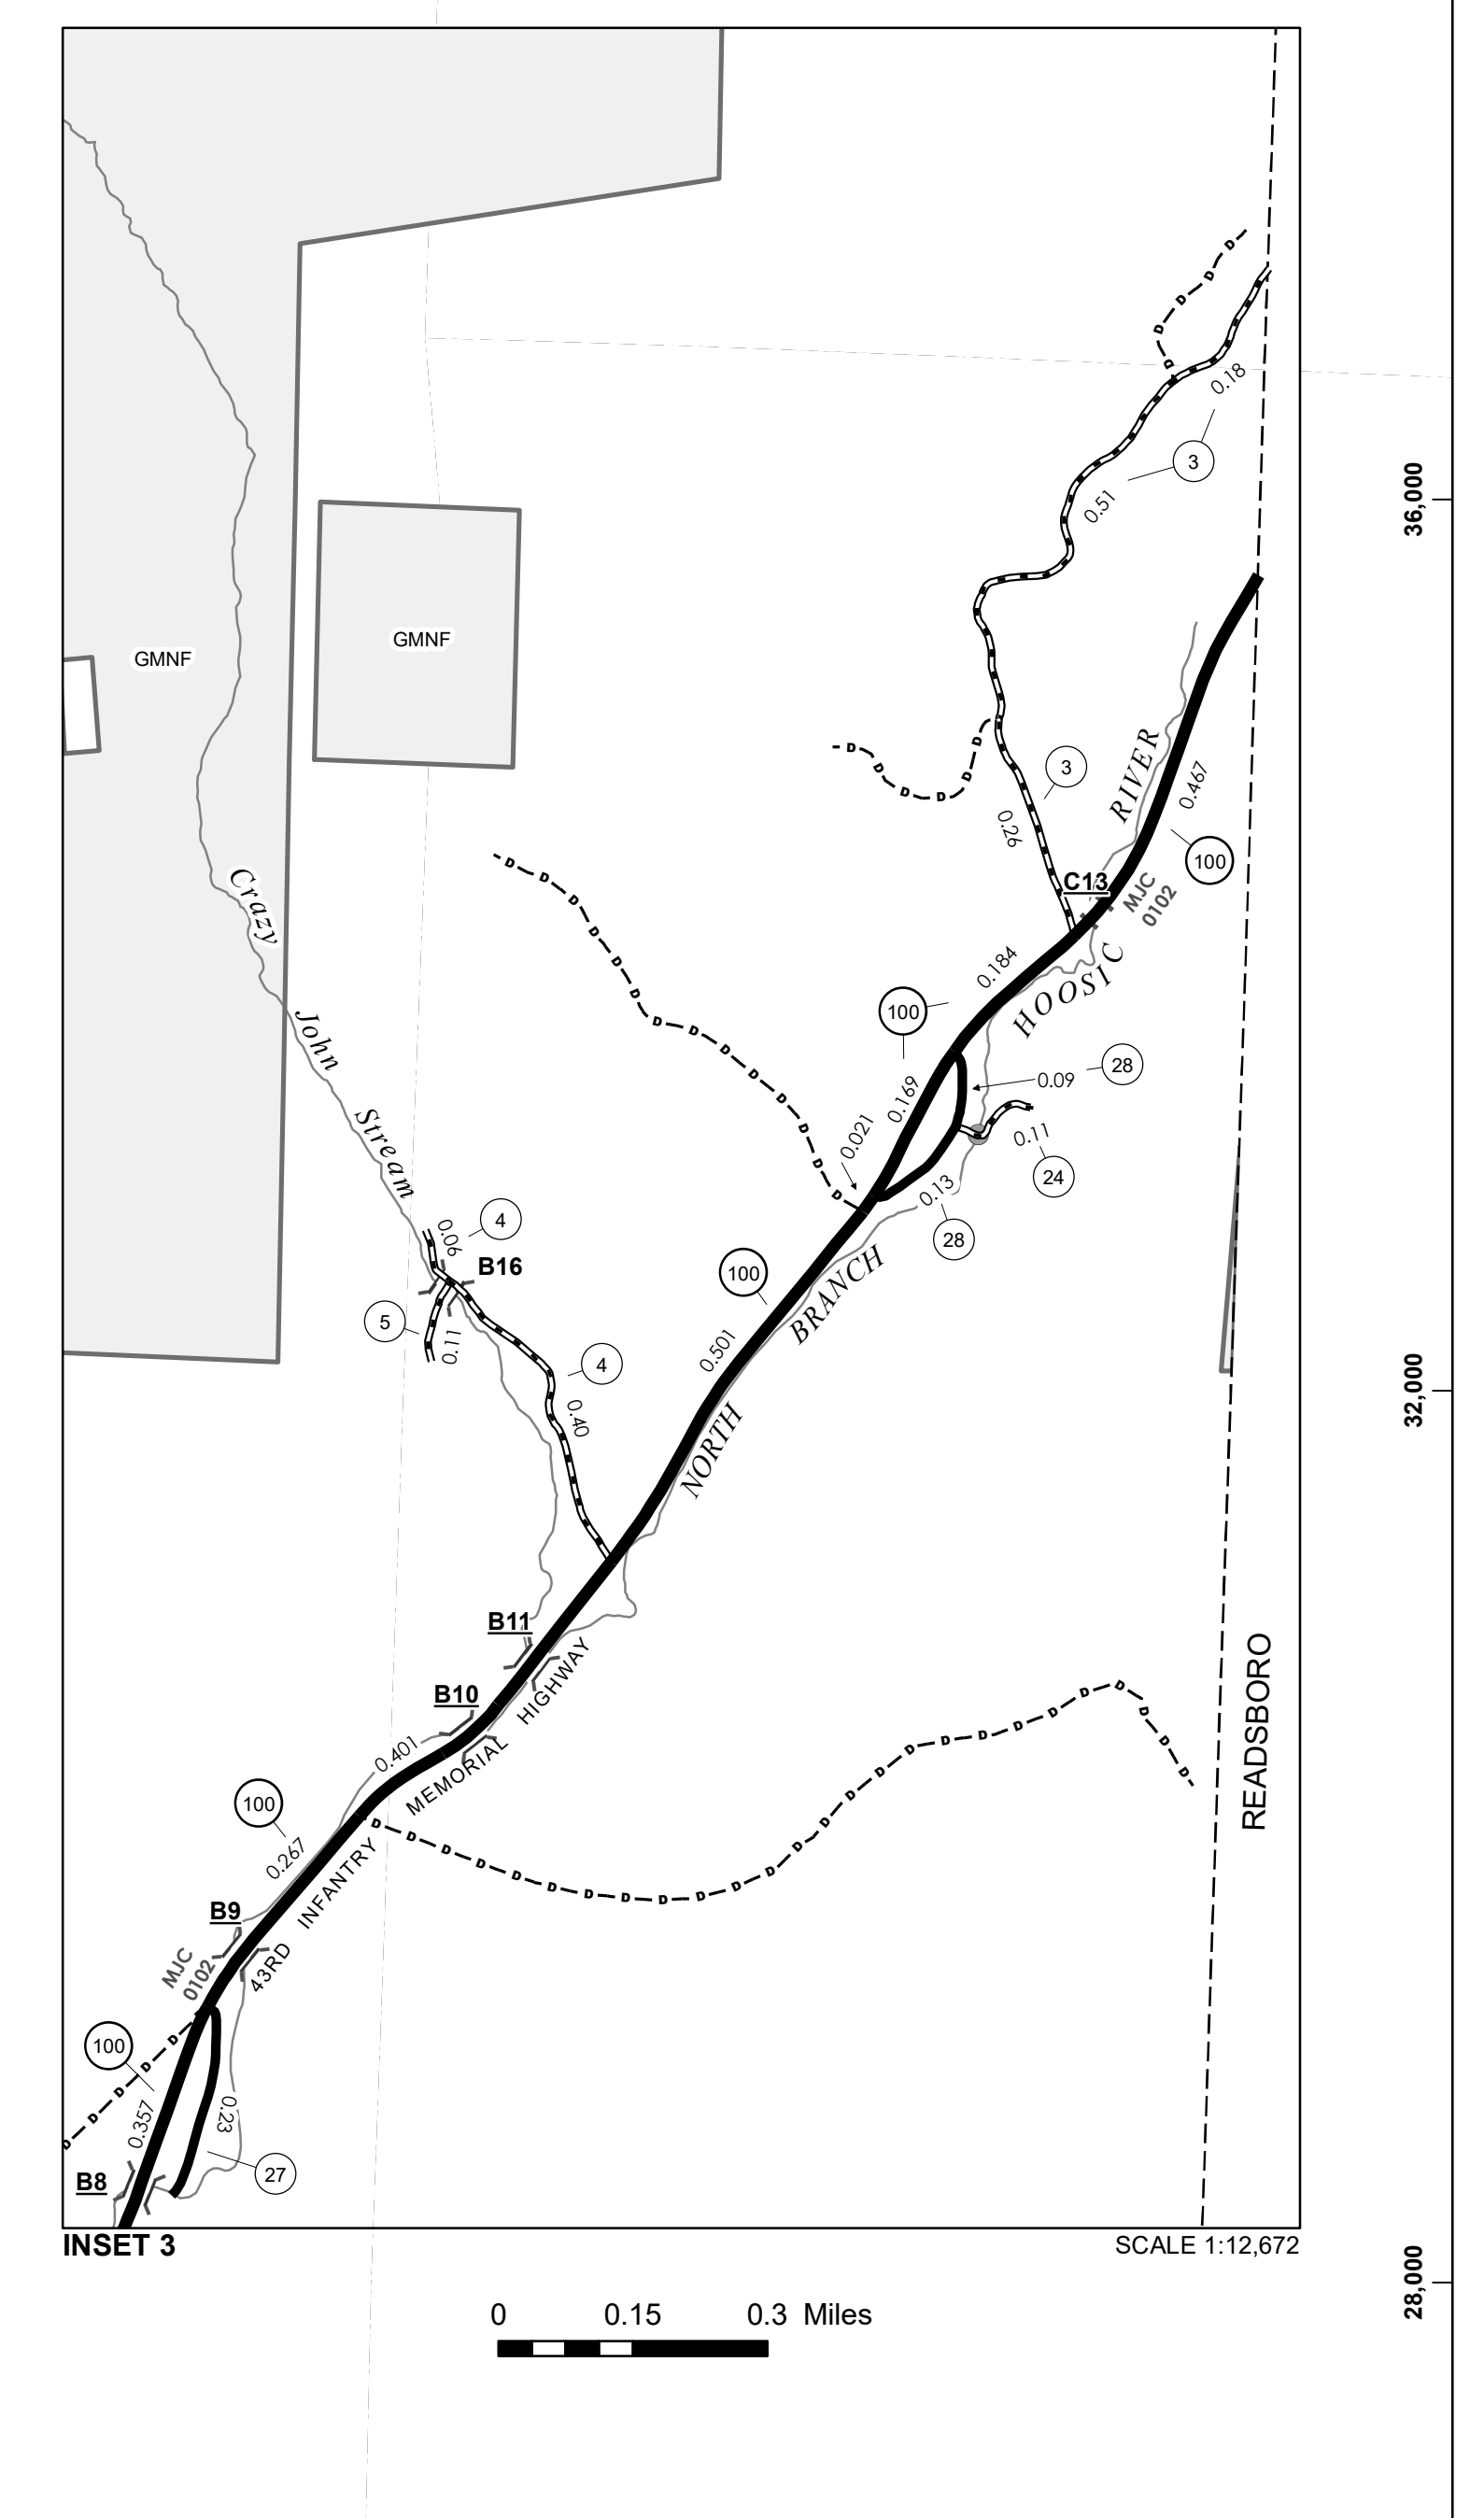 0.18
3
0.51
36,000
GMNF
GMNF
RIVER
3
0.467
0.26
100
Crazy
C13
MJC
0102
0.184
HOOSIC
100
John
28
0.09
0.169
Stream
0.021
0.11
24
0.13
4
0.06
28
B16
100
BRANCH
5
0.11
0.501
4
32,000
0.40
NORTH
B11
HIGHWAY
B10
READSBORO
0.401
MEMORIAL
100
0.267
INFANTRY
B9
43RD
MJC
0102
100
0.357
0.23
27
B8
INSET 3
SCALE 1:12,672
28,000
0 0.15 0.3 Miles